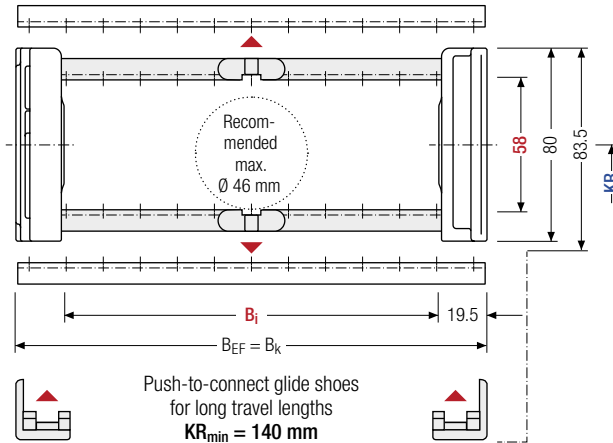 Recom-
mended
max.
Ø 46 mm
58
80
83.5
KR
Bi
19.5
BEF = Bk
Push-to-connect glide shoes
for long travel lengths
KRmin = 140 mm